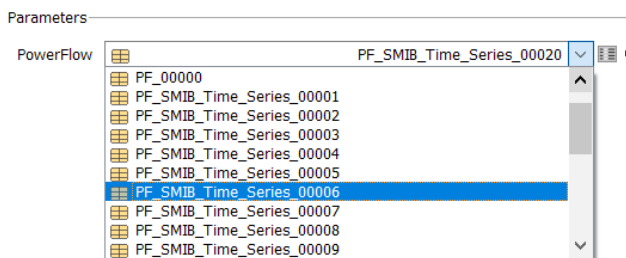 Parameters
PowerFlow PF_SMIB_Time_Series_00020
PF_00000
PF_SMIB_Time_Series_00001
PF_SMIB_Time_Series_00002
PF_SMIB_Time_Series_00003
PF_SMIB_Time_Series_00004
PF_SMIB_Time_Series_00005
PF_SMIB_Time_Series_00006
PF_SMIB_Time_Series_00007
PF_SMIB_Time_Series_00008
PF_SMIB_Time_Series_00009